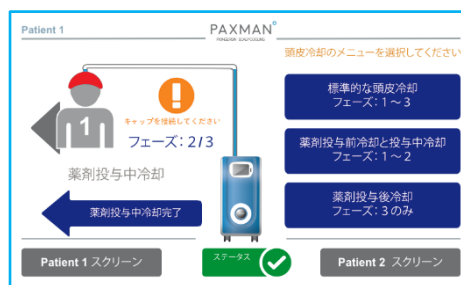 Patient 1
PAXMAN
PIONEERING SCALP COOLING
頭皮冷却のメニューを選択してください
1
キャップを接続してください
フェーズ: 2/3
薬剤投与中冷却
薬剤投与中冷却完了
標準的な頭皮冷却
フェーズ: 1～3
薬剤投与前冷却と投与中冷却
フェーズ: 1～2
薬剤投与後冷却
フェーズ: 3のみ
Patient 1 スクリーン
ステータス
Patient 2 スクリーン